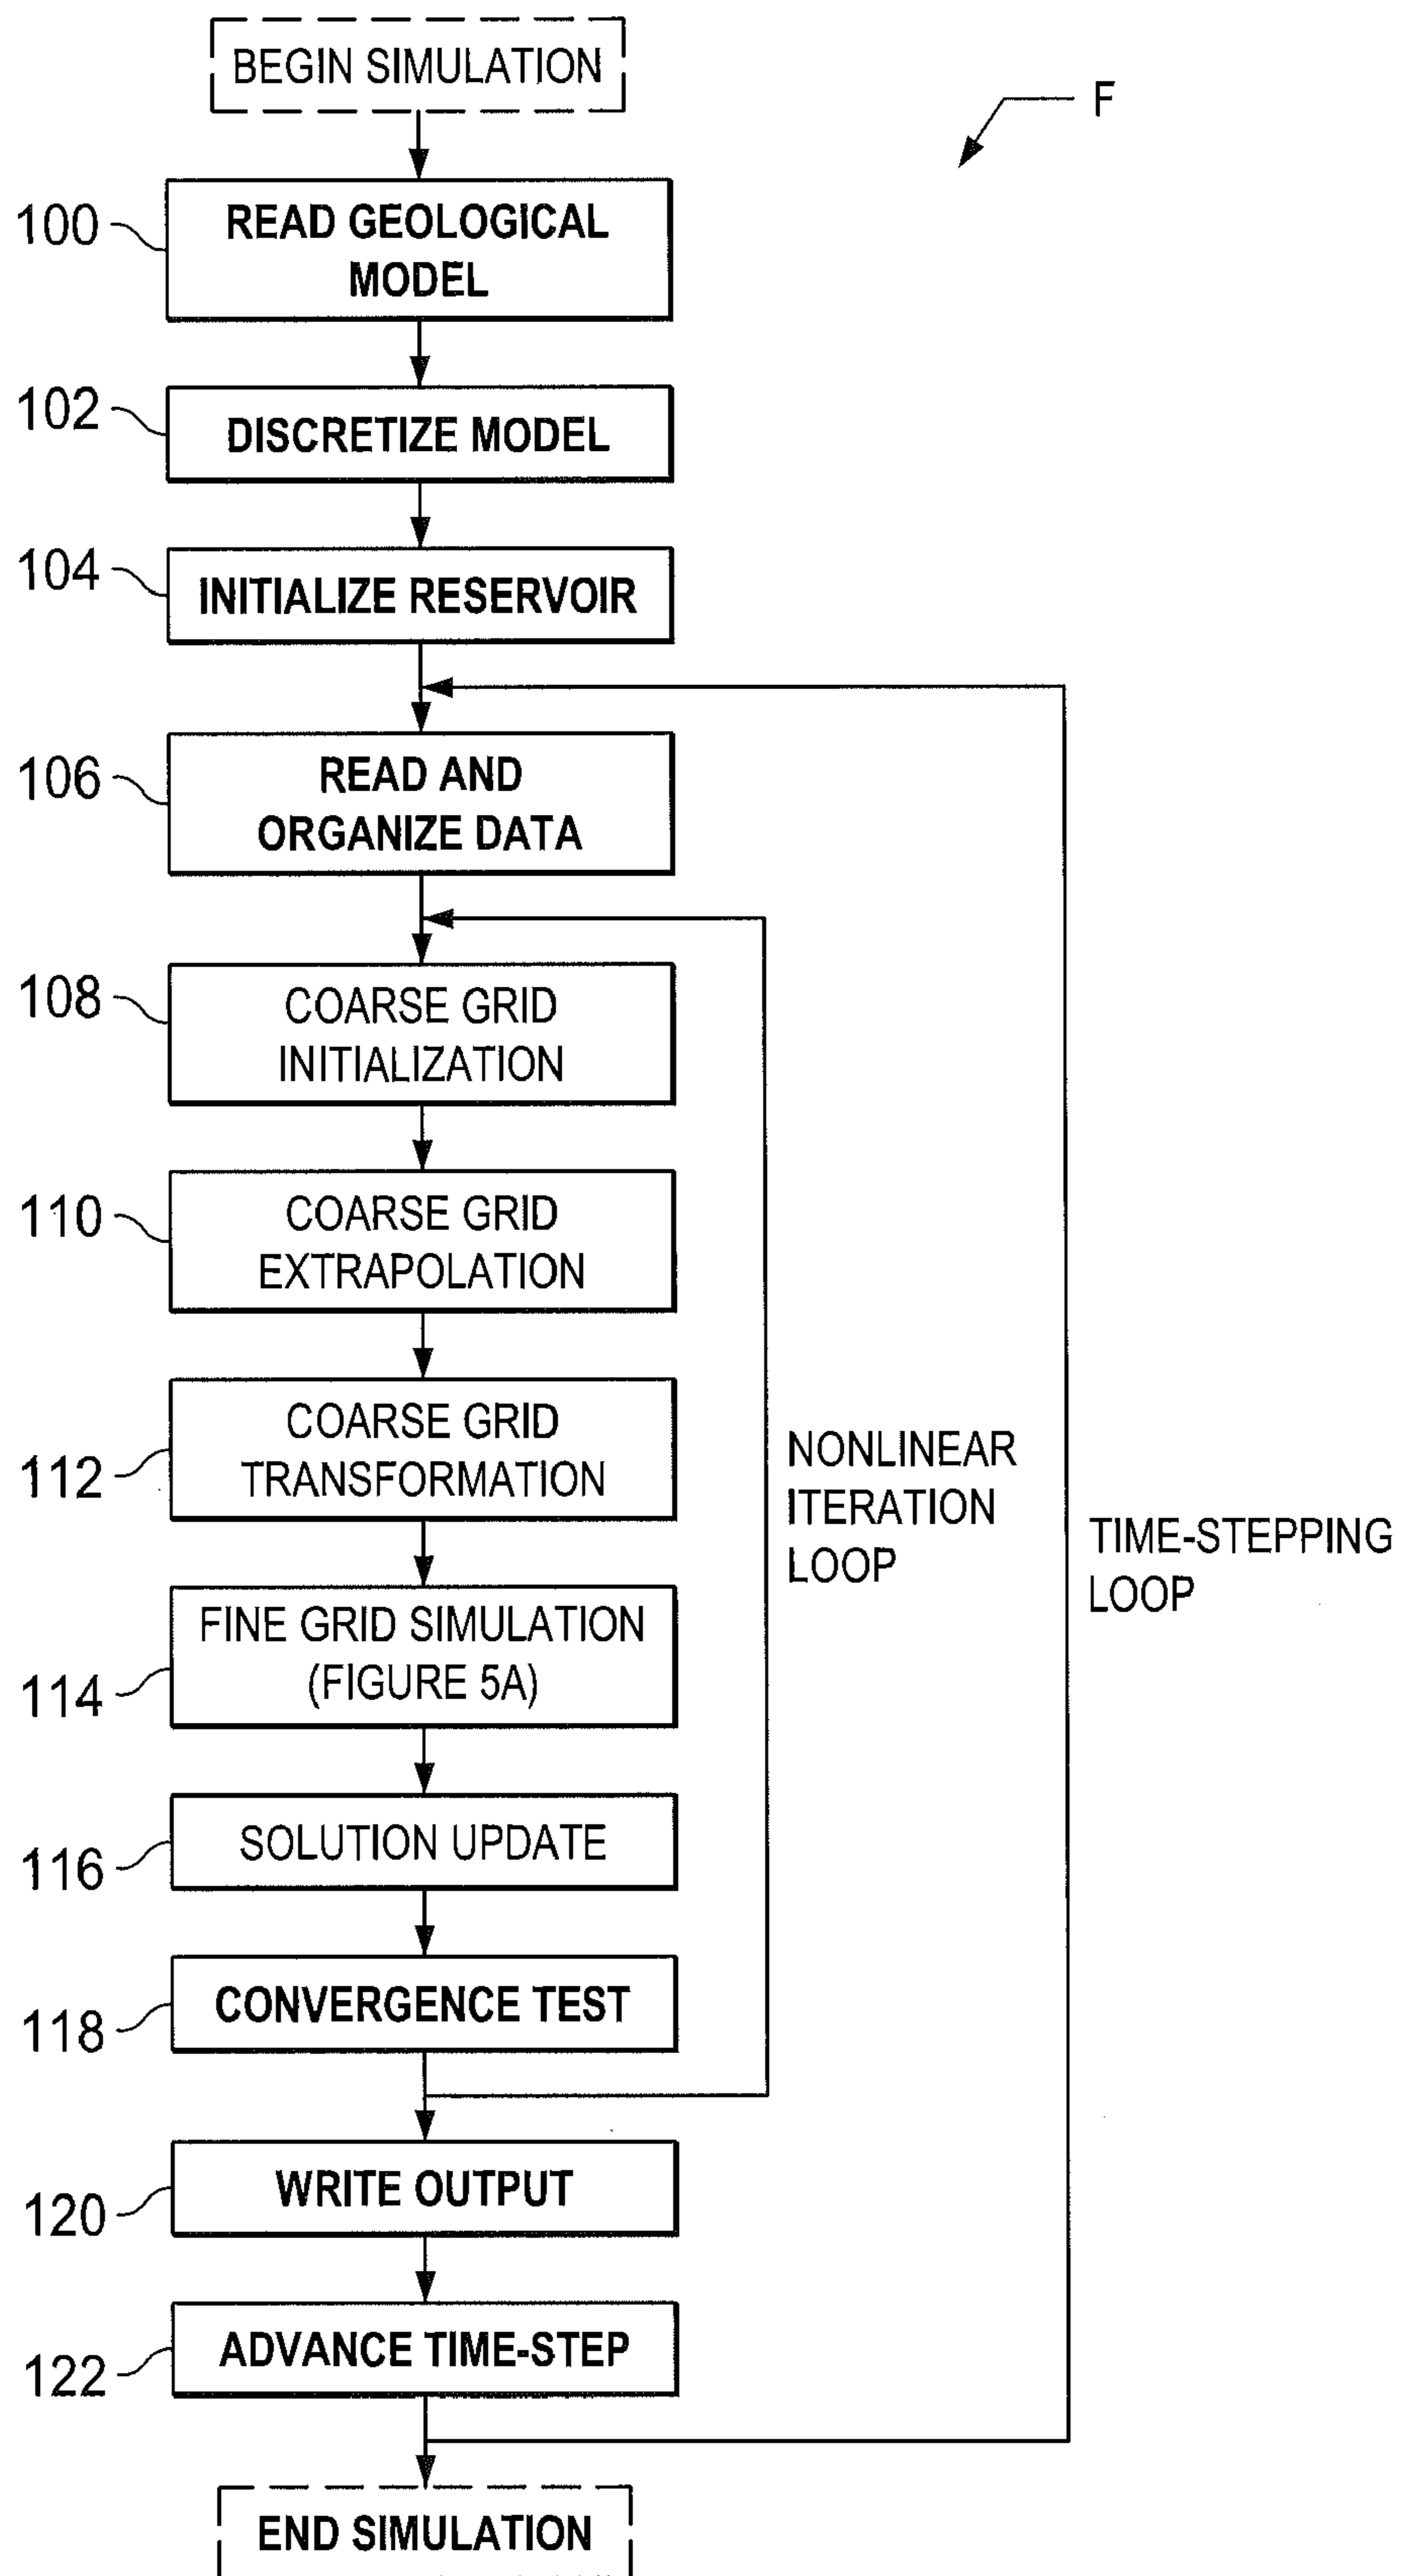 BEGIN SIMULATION
F
100
READ GEOLOGICAL
MODEL
102
DISCRETIZE MODEL
104
INITIALIZE RESERVOIR
106
READ AND
ORGANIZE DATA
108
COARSE GRID
INITIALIZATION
110
COARSE GRID
EXTRAPOLATION
112
COARSE GRID
TRANSFORMATION
NONLINEAR
ITERATION
LOOP
TIME-STEPPING
LOOP
114
FINE GRID SIMULATION
(FIGURE 5A)
116
SOLUTION UPDATE
118
CONVERGENCE TEST
120
WRITE OUTPUT
122
ADVANCE TIME-STEP
END SIMULATION